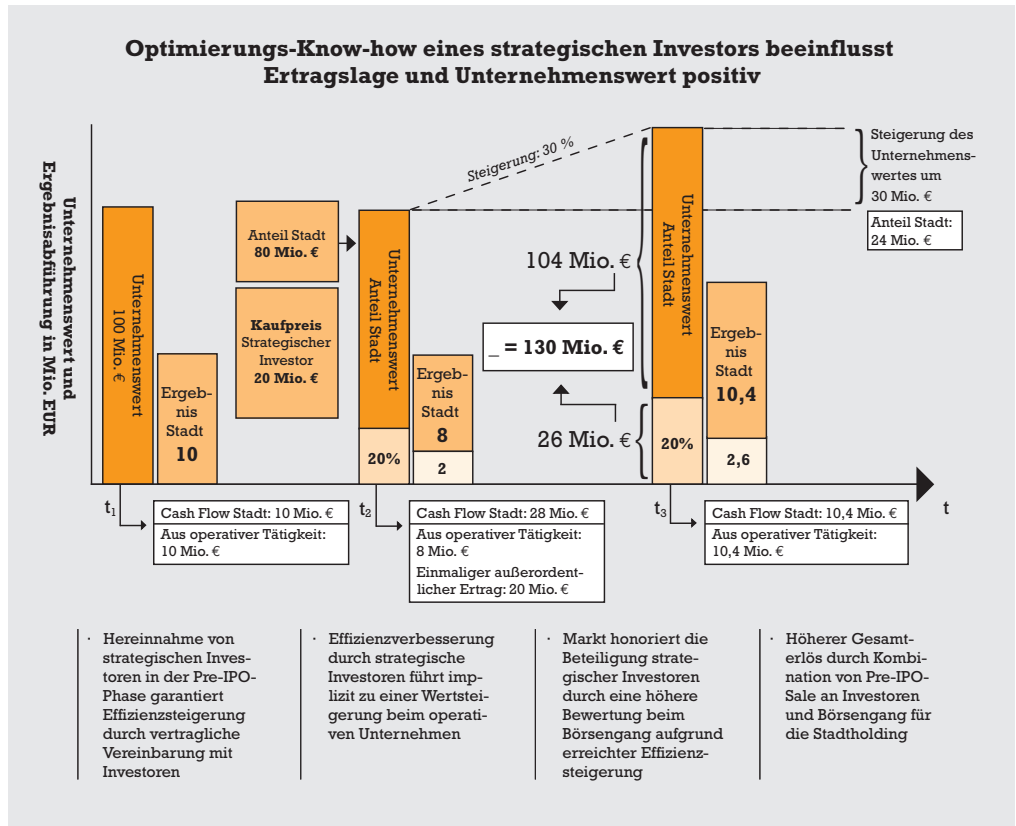 Optimierungs-Know-how eines strategischen Investors beeinflusst
Ertragslage und Unternehmenswert positiv
Unternehmenswert und
Ergebnisabführung in Mio. EUR
Unternehmenswert
100 Mio. €
Ergeb-
nis
Stadt
10
Anteil Stadt
80 Mio. €
Kaufpreis
Strategischer
Investor
20 Mio. €
Unternehmenswert
Anteil Stadt
20%
Ergeb-
nis
Stadt
8
2
Steigerung: 30 %
104 Mio. €
_ = 130 Mio. €
26 Mio. €
Unternehmenswert
Anteil Stadt
20%
Ergeb-
nis
Stadt
10,4
2,6
Steigerung des
Unternehmens-
wertes um
30 Mio. €
Anteil Stadt:
24 Mio. €
t1
t2
t3
t
Cash Flow Stadt: 10 Mio. €
Aus operativer Tätigkeit:
10 Mio. €
Cash Flow Stadt: 28 Mio. €
Aus operativer Tätigkeit:
8 Mio. €
Einmaliger außerordent-
licher Ertrag: 20 Mio. €
Cash Flow Stadt: 10,4 Mio. €
Aus operativer Tätigkeit:
10,4 Mio. €
· Hereinnahme von
strategischen Inves-
toren in der Pre-IPO-
Phase garantiert
Effizienzsteigerung
durch vertragliche
Vereinbarung mit
Investoren
· Effizienzverbesserung
durch strategische
Investoren führt imp-
lizit zu einer Wertstei-
gerung beim operati-
ven Unternehmen
· Markt honoriert die
Beteiligung strate-
gischer Investoren
durch eine höhere
Bewertung beim
Börsengang aufgrund
erreichter Effizienz-
steigerung
· Höherer Gesamt-
erlös durch Kombi-
nation von Pre-IPO-
Sale an Investoren
und Börsengang für
die Stadtholding